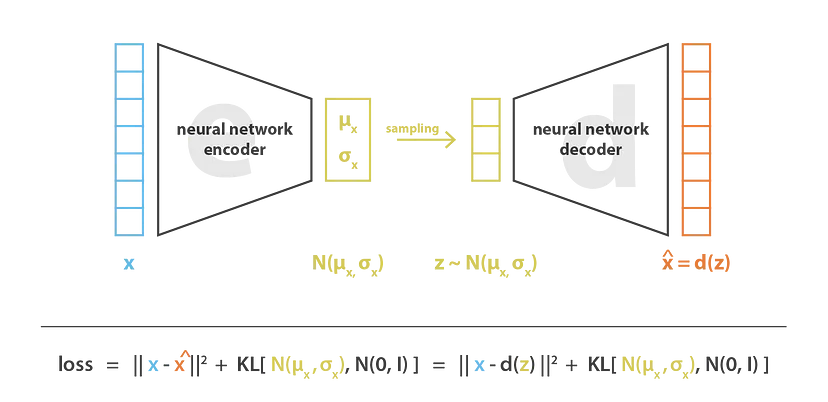 e
neural network
encoder
μₓ
σₓ
sampling
d
neural network
decoder
x
N(μₓ, σₓ)
z ~ N(μₓ, σₓ)
x̂ = d(z)
loss = || x - x̂ ||² + KL[ N(μₓ, σₓ), N(0, I) ] = || x - d(z) ||² + KL[ N(μₓ, σₓ), N(0, I) ]